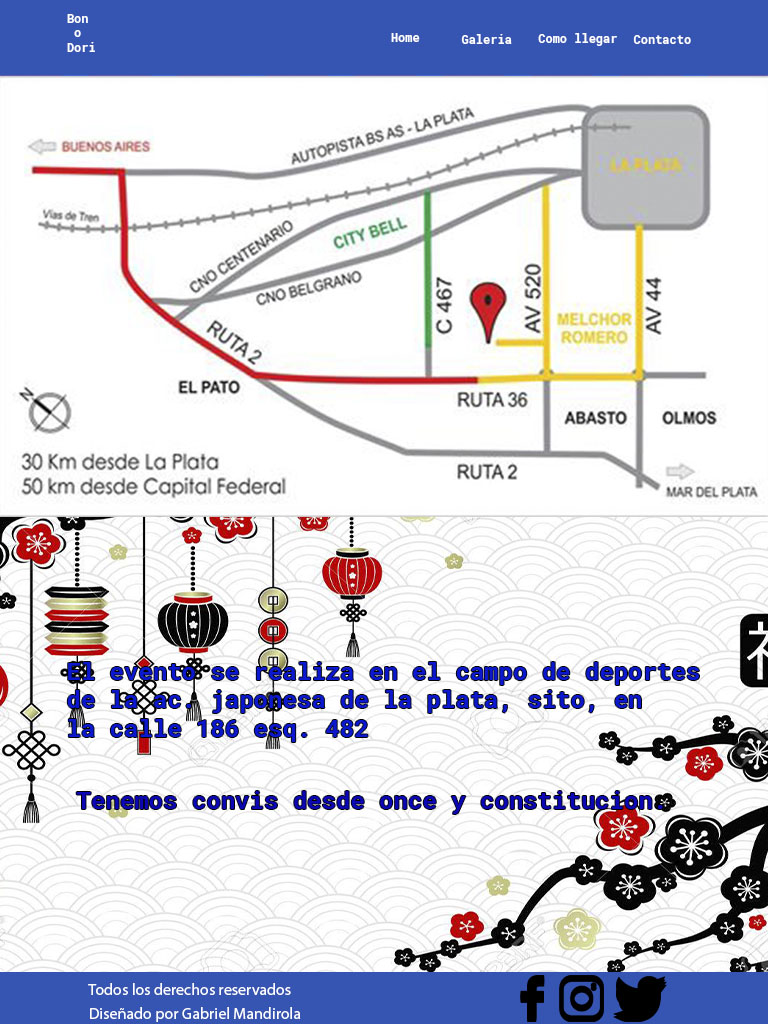 Bon
o
Dori
Home
Galeria
Como llegar
Contacto
AUTOPISTA BS AS - LA PLATA
BUENOS AIRES
LA PLATA
Vías de Tren
CNO CENTENARIO
CITY BELL
CNO BELGRANO
C 467
AV 520
AV 44
MELCHOR
ROMERO
RUTA 2
EL PATO
N
RUTA 36
ABASTO
OLMOS
30 Km desde La Plata
50 km desde Capital Federal
RUTA 2
MAR DEL PLATA
El evento se realiza en el campo de deportes
de la ac. japonesa de la plata, sito, en
la calle 186 esq. 482
Tenemos convis desde once y constitucion.
Todos los derechos reservados
Diseñado por Gabriel Mandirola